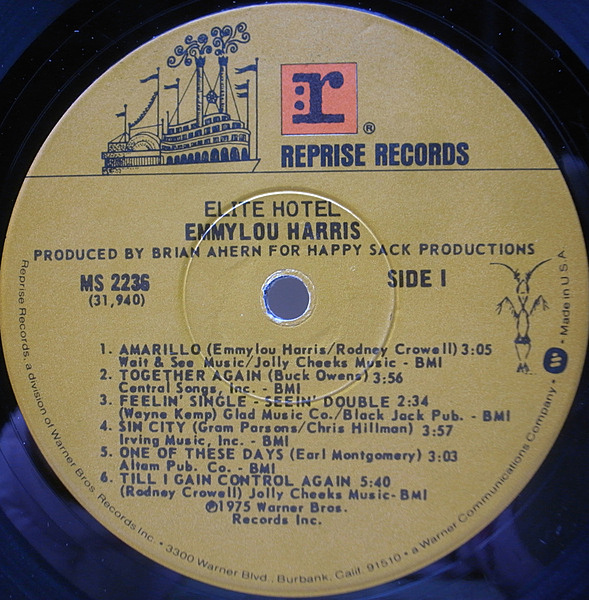 r
®
REPRISE RECORDS
ELITE HOTEL
EMMYLOU HARRIS
PRODUCED BY BRIAN AHERN FOR HAPPY SACK PRODUCTIONS
MS 2236
(31,940)
SIDE 1
1. AMARILLO (Emmylou Harris/Rodney Crowell) 3:05
Wait & See Music/Jolly Cheeks Music - BMI
2. TOGETHER AGAIN (Buck Owens) 3:56
Central Songs, Inc. - BMI
3. FEELIN' SINGLE - SEEIN' DOUBLE 2:34
(Wayne Kemp) Glad Music Co./Black Jack Pub. - BMI
4. SIN CITY (Gram Parsons/Chris Hillman) 3:57
Irving Music, Inc. - BMI
5. ONE OF THESE DAYS (Earl Montgomery) 3:03
Altam Pub. Co. - BMI
6. TILL I GAIN CONTROL AGAIN 5:40
(Rodney Crowell) Jolly Cheeks Music-BMI
℗1975 Warner Bros.
Records Inc.
Reprise Records, a division of Warner Bros. Records Inc. • 3300 Warner Blvd., Burbank, Calif. 91510 • a Warner Communications Company. • Made in U.S.A.